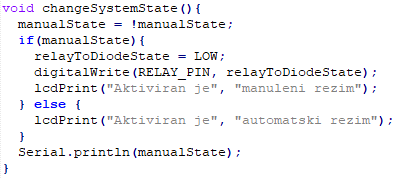 void changeSystemState(){
  manualState = !manualState;
  if(manualState){
    relayToDiodeState = LOW;
    digitalWrite(RELAY_PIN, relayToDiodeState);
    lcdPrint("Aktiviran je", "manuleni rezim");
  } else {
    lcdPrint("Aktiviran je", "automatski rezim");
  }
  Serial.println(manualState);
}